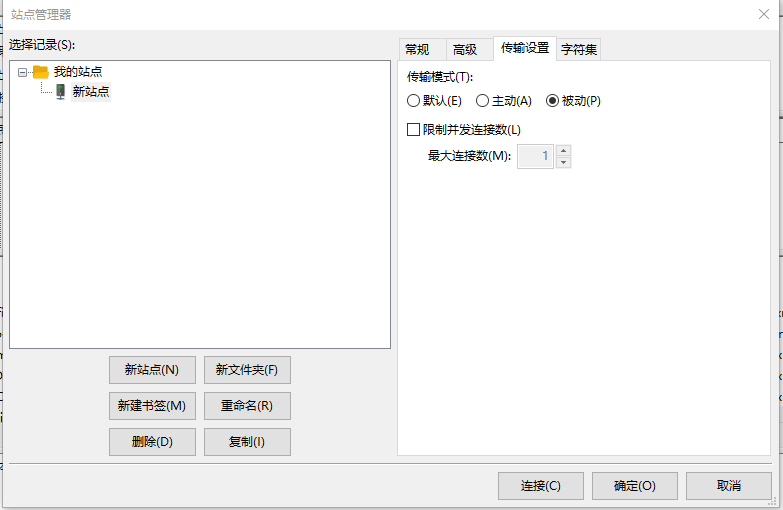 站点管理器
选择记录(S):
我的站点
新站点
新站点(N) 新文件夹(F)
新建书签(M) 重命名(R)
删除(D) 复制(I)
常规 高级 传输设置 字符集
传输模式(T):
默认(E) 主动(A) 被动(P)
限制并发连接数(L)
最大连接数(M): 1
连接(C) 确定(O) 取消